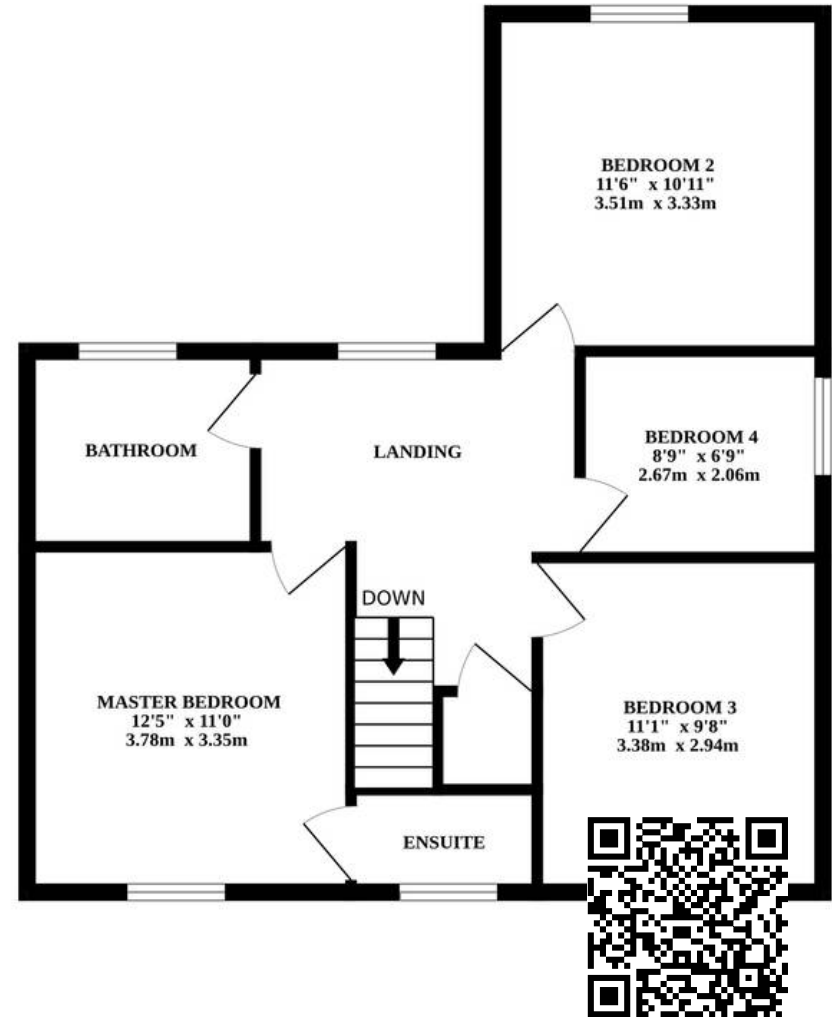 BEDROOM 2
11'6" x 10'11"
3.51m x 3.33m
BATHROOM
LANDING
BEDROOM 4
8'9" x 6'9"
2.67m x 2.06m
DOWN
MASTER BEDROOM
12'5" x 11'0"
3.78m x 3.35m
BEDROOM 3
11'1" x 9'8"
3.38m x 2.94m
ENSUITE